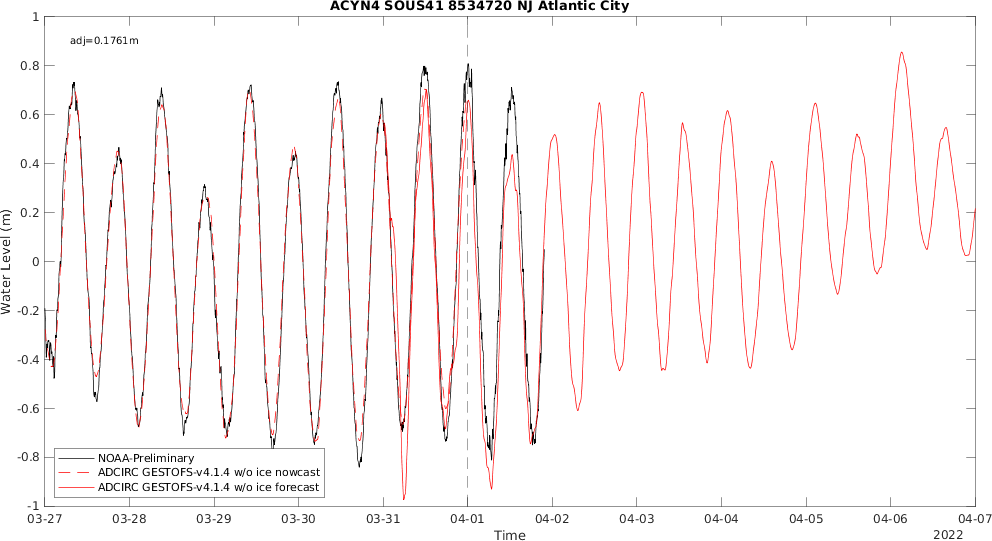 ACYN4 SOUS41 8534720 NJ Atlantic City
adj=0.1761m
1
0.8
0.6
0.4
0.2
0
-0.2
-0.4
-0.6
-0.8
-1
Water Level (m)
NOAA-Preliminary
ADCIRC GESTOFS-v4.1.4 w/o ice nowcast
ADCIRC GESTOFS-v4.1.4 w/o ice forecast
03-27 03-28 03-29 03-30 03-31 04-01 04-02 04-03 04-04 04-05 04-06 04-07
Time
2022